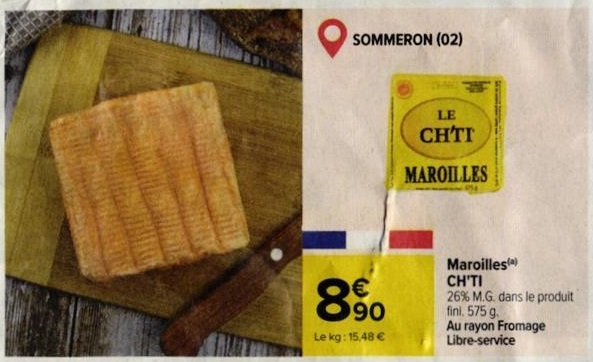 SOMMERON (02)
LE
CH'TI
MAROILLES
8€90
Le kg : 15,48 €
Maroilles(a)
CH'TI
26% M.G. dans le produit
fini. 575 g.
Au rayon Fromage
Libre-service